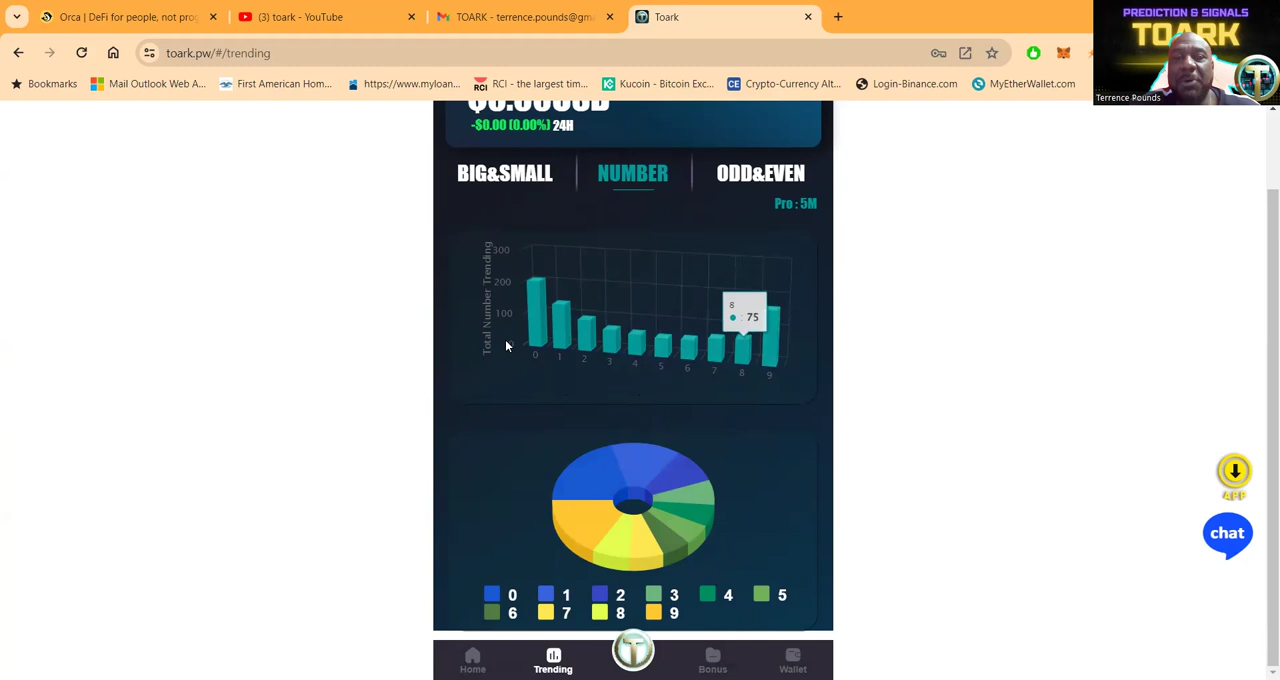 Orca | DeFi for people, not prog
(3) toark - YouTube
TOARK - terrence.pounds@gm
Toark
toark.pw/#/trending
Bookmarks
Mail Outlook Web A...
First American Hom...
https://www.myloan...
RCI - the largest tim...
Kucoin - Bitcoin Exc...
Crypto-Currency Alt...
Login-Binance.com
MyEtherWallet.com
PREDICTION & SIGNALS
TOARK
Terrence Pounds
-$0.00 (0.00%) 24H
BIG&SMALL
NUMBER
ODD&EVEN
Pro : 5M
Total Number Trending
300
200
100
0
8
: 75
0 1 2 3 4 5 6 7 8 9
0 1 2 3 4 5
6 7 8 9
APP
chat
Home
Trending
T
Bonus
Wallet